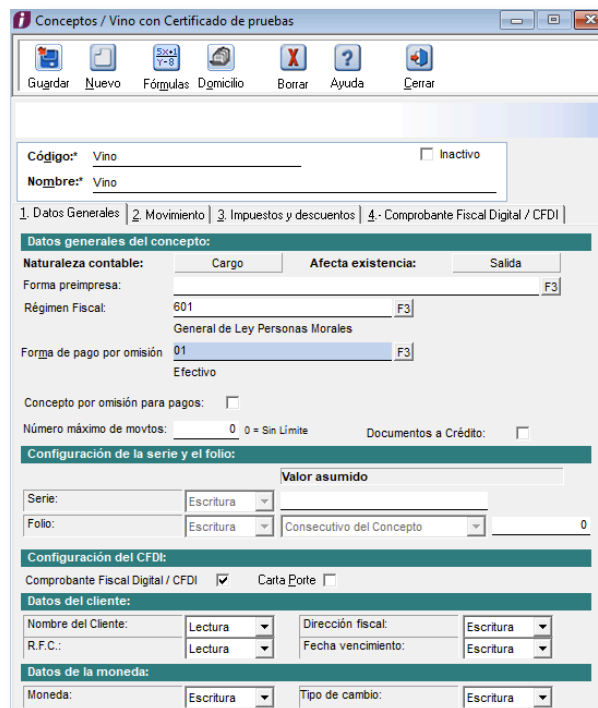 Conceptos / Vino con Certificado de pruebas
Guardar Nuevo Fórmulas Domicilio Borrar Ayuda Cerrar
Código:* Vino Inactivo
Nombre:* Vino
1. Datos Generales 2. Movimiento 3. Impuestos y descuentos 4.- Comprobante Fiscal Digital / CFDI
Datos generales del concepto:
Naturaleza contable: Cargo Afecta existencia: Salida
Forma preimpresa: F3
Régimen Fiscal: 601 F3
General de Ley Personas Morales
Forma de pago por omisión 01 F3
Efectivo
Concepto por omisión para pagos:
Número máximo de movtos: 0 0 = Sin Límite Documentos a Crédito:
Configuración de la serie y el folio:
Valor asumido
Serie: Escritura
Folio: Escritura Consecutivo del Concepto 0
Configuración del CFDI:
Comprobante Fiscal Digital / CFDI Carta Porte
Datos del cliente:
Nombre del Cliente: Lectura Dirección fiscal: Escritura
R.F.C.: Lectura Fecha vencimiento: Escritura
Datos de la moneda:
Moneda: Escritura Tipo de cambio: Escritura